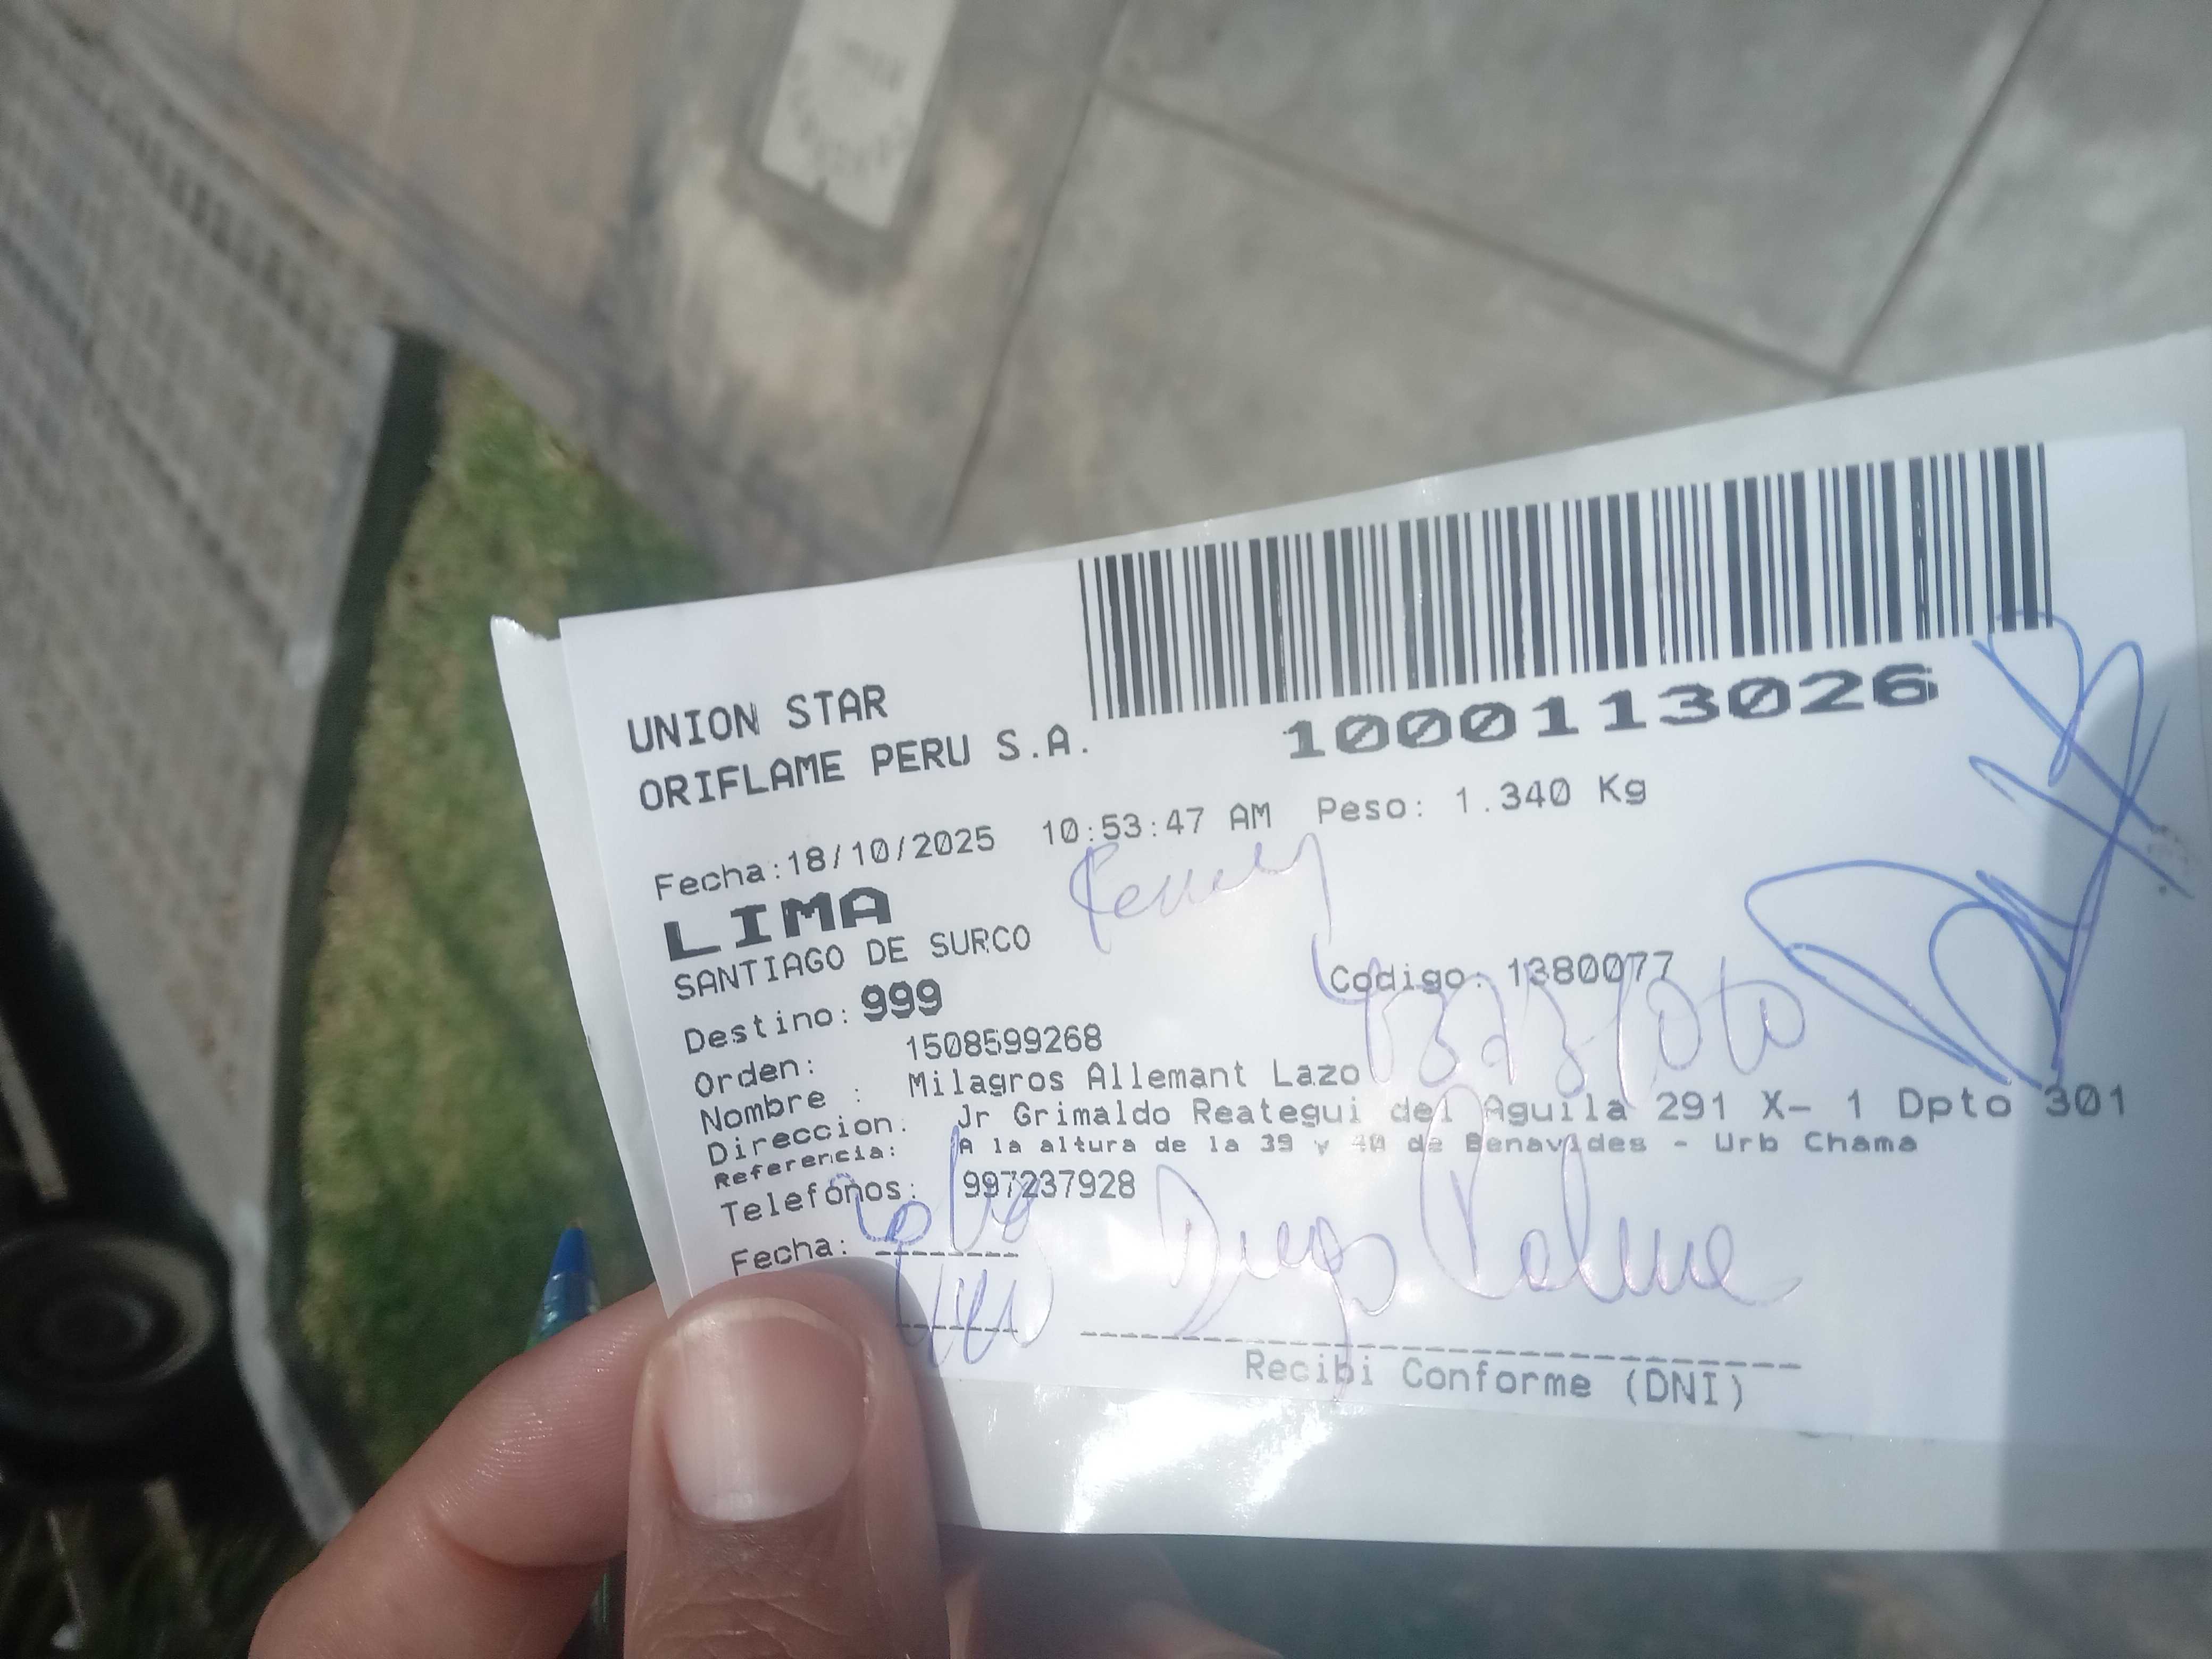 UNION STAR
ORIFLAME PERU S.A.
1000113026
Fecha:18/10/2025 10:53:47 AM Peso: 1.340 Kg
LIMA
SANTIAGO DE SURCO
Destino: 999
Codigo: 1380077
Orden: 1508599268
Nombre : Milagros Allemant Lazo
Direccion: Jr Grimaldo Reategui del Aguila 291 X- 1 Dpto 301
Referencia: A la altura de la 39 y 40 de Benavides - Urb Chama
Telefonos: 997237928
Fecha:
Diego
Recibi Conforme (DNI)